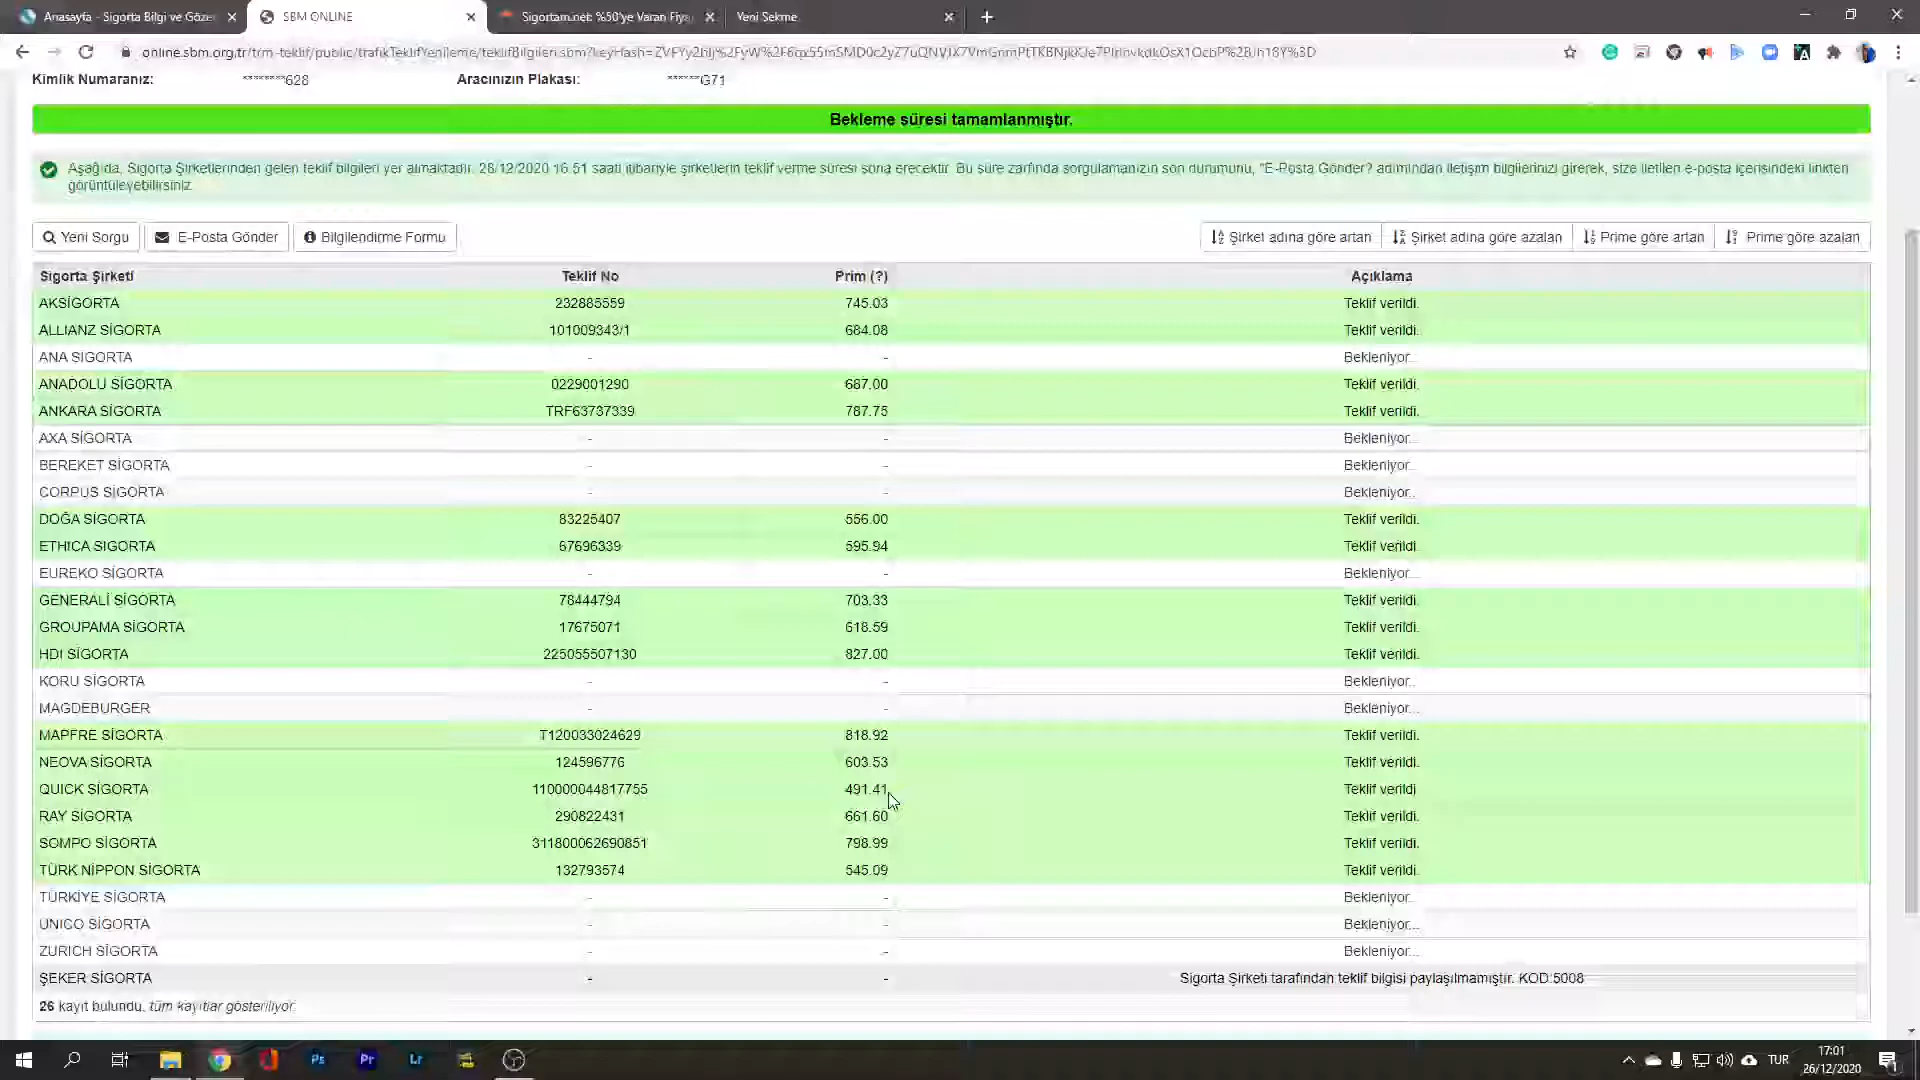 Anasayfa - Sigorta Bilgi ve Göze
SBM ONLINE
Sigortam.net: %50'ye Varan Fiya
Yeni Sekme
Kimlik Numaranız: ********628 Aracınızın Plakası: ******G71
Bekleme süresi tamamlanmıştır.
Aşağıda, Sigorta Şirketlerinden gelen teklif bilgileri yer almaktadır. 28/12/2020 16:51 saati itibariyle şirketlerin teklif verme süresi sona erecektir. Bu süre zarfında sorgulamanızın son durumunu, "E-Posta Gönder? adımından iletişim bilgilerinizi girerek, size iletilen e-posta içerisindeki linkten
görüntüleyebilirsiniz.
Yeni Sorgu E-Posta Gönder Bilgilendirme Formu Şirket adına göre artan Şirket adına göre azalan Prime göre artan Prime göre azalan
Sigorta Şirketi Teklif No Prim (?) Açıklama
AKSİGORTA 232885559 745.03 Teklif verildi.
ALLIANZ SİGORTA 101009343/1 684.08 Teklif verildi.
ANA SİGORTA - - Bekleniyor...
ANADOLU SİGORTA 0229001290 687.00 Teklif verildi.
ANKARA SİGORTA TRF63737339 787.75 Teklif verildi.
AXA SİGORTA - - Bekleniyor...
BEREKET SİGORTA - - Bekleniyor...
CORPUS SİGORTA - - Bekleniyor...
DOĞA SİGORTA 83225407 556.00 Teklif verildi.
ETHICA SİGORTA 67696339 595.94 Teklif verildi.
EUREKO SİGORTA - - Bekleniyor...
GENERALİ SİGORTA 78444794 703.33 Teklif verildi.
GROUPAMA SİGORTA 17675071 618.59 Teklif verildi.
HDI SİGORTA 225055507130 827.00 Teklif verildi.
KORU SİGORTA - - Bekleniyor...
MAGDEBURGER - - Bekleniyor...
MAPFRE SİGORTA T120033024629 818.92 Teklif verildi.
NEOVA SİGORTA 124596776 603.53 Teklif verildi.
QUICK SİGORTA 110000044817755 491.41 Teklif verildi.
RAY SİGORTA 290822431 661.60 Teklif verildi.
SOMPO SİGORTA 311800062690851 798.99 Teklif verildi.
TÜRK NİPPON SİGORTA 132793574 545.09 Teklif verildi.
TÜRKİYE SİGORTA - - Bekleniyor...
UNICO SİGORTA - - Bekleniyor...
ZURICH SİGORTA - - Bekleniyor...
ŞEKER SİGORTA - - Sigorta Şirketi tarafından teklif bilgisi paylaşılmamıştır. KOD:5008
26 kayıt bulundu, tüm kayıtlar gösteriliyor.
Ps Pr Lr
TUR
17:01
26/12/2020